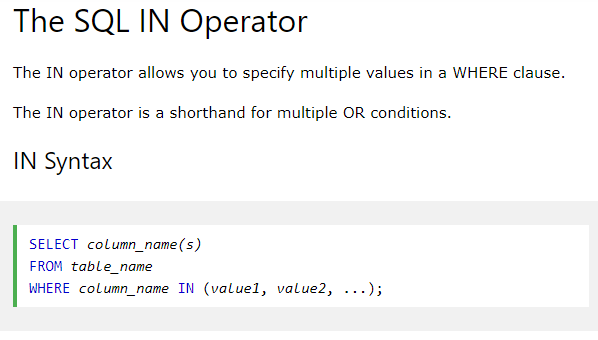 The SQL IN Operator
The IN operator allows you to specify multiple values in a WHERE clause.
The IN operator is a shorthand for multiple OR conditions.
IN Syntax
SELECT column_name(s)
FROM table_name
WHERE column_name IN (value1, value2, ...);